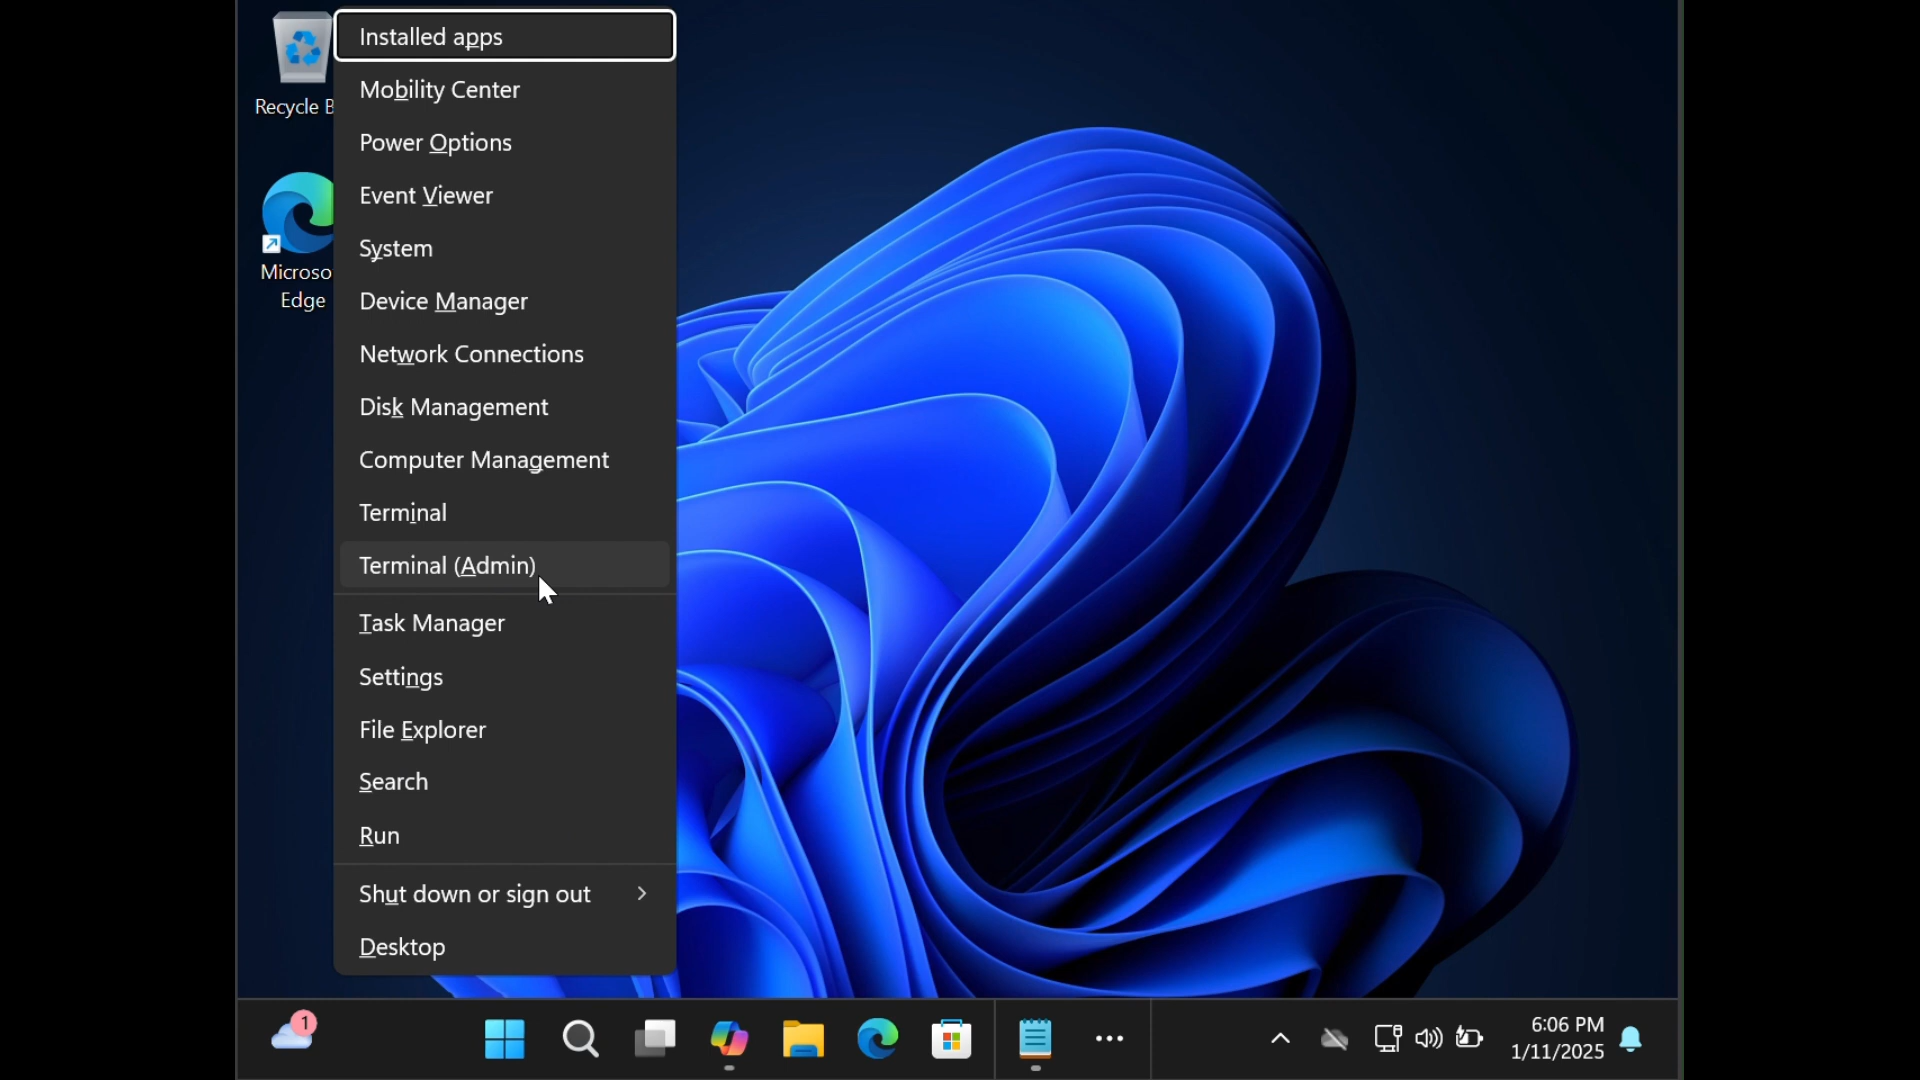 Installed apps
Mobility Center
Power Options
Event Viewer
System
Device Manager
Network Connections
Disk Management
Computer Management
Terminal
Terminal (Admin)
Task Manager
Settings
File Explorer
Search
Run
Shut down or sign out
Desktop
Recycle B
Microso
Edge
1
6:06 PM
1/11/2025